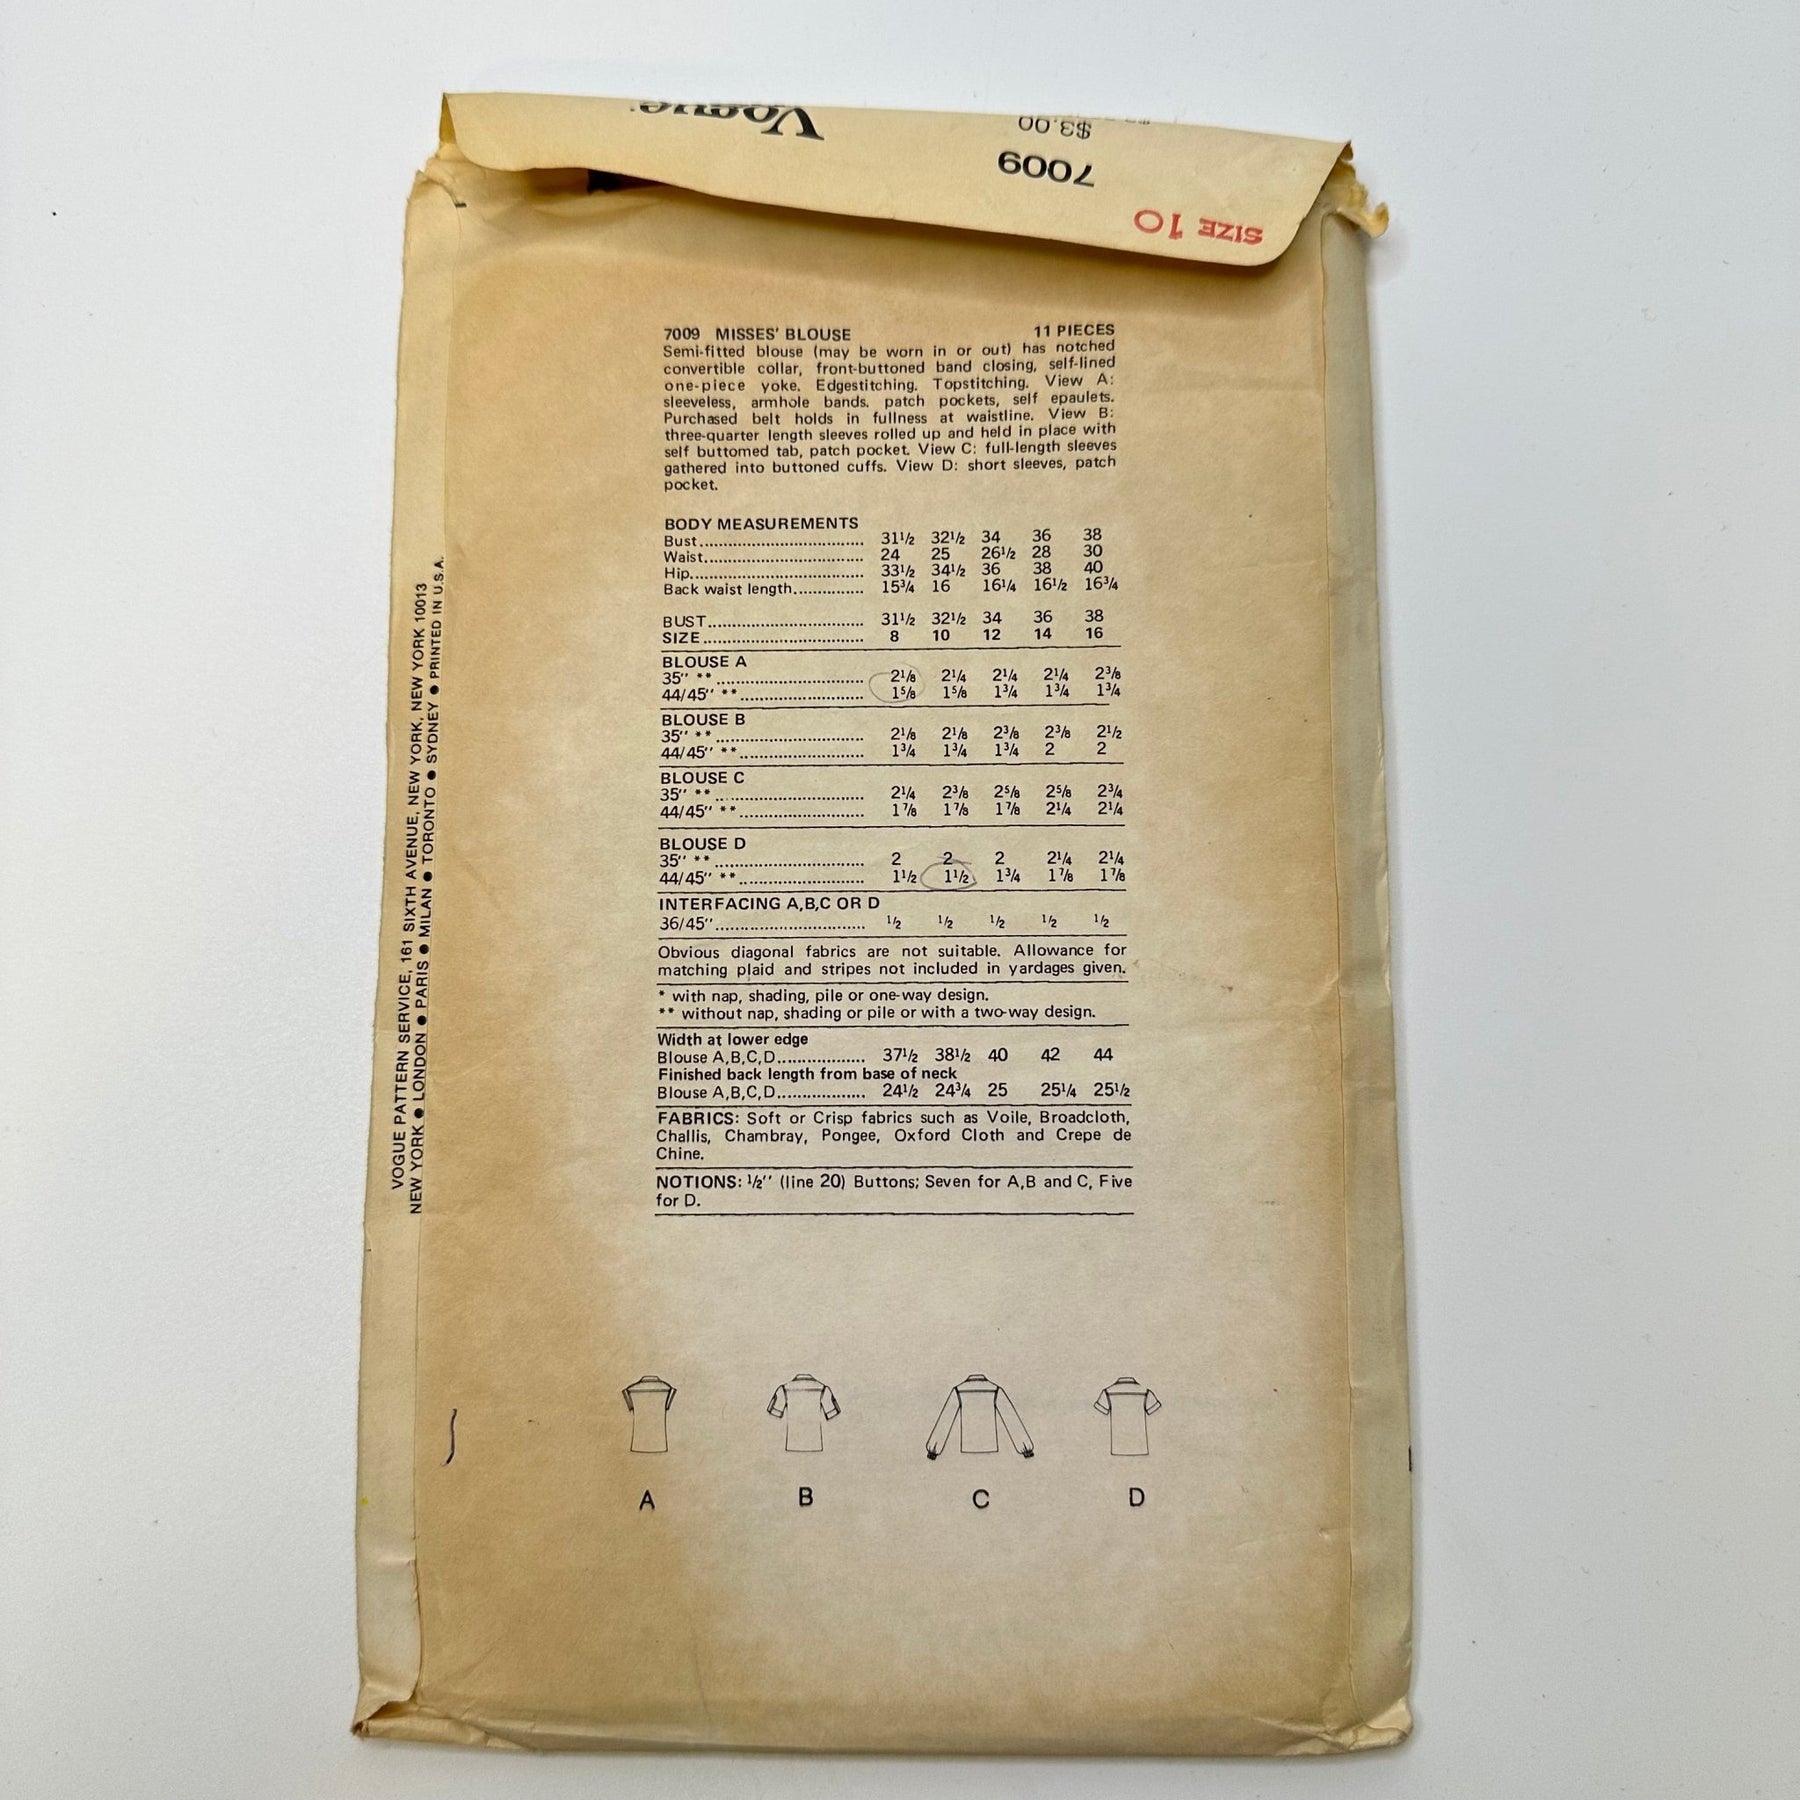 Vogue
$3.00
7009
SIZE 10
7009 MISSES' BLOUSE 11 PIECES
Semi-fitted blouse (may be worn in or out) has notched
convertible collar, front-buttoned band closing, self-lined
one-piece yoke. Edgestitching. Topstitching. View A:
sleeveless, armhole bands. patch pockets, self epaulets.
Purchased belt holds in fullness at waistline. View B:
three-quarter length sleeves rolled up and held in place with
self buttomed tab, patch pocket. View C: full-length sleeves
gathered into buttoned cuffs. View D: short sleeves, patch
pocket.
BODY MEASUREMENTS
Bust 31½ 32½ 34 36 38
Waist 24 25 26½ 28 30
Hip 33½ 34½ 36 38 40
Back waist length 15¾ 16 16¼ 16½ 16¾
BUST 31½ 32½ 34 36 38
SIZE 8 10 12 14 16
BLOUSE A
35'' ** 2⅛ 2¼ 2¼ 2¼ 2⅜
44/45'' ** 1⅝ 1⅝ 1¾ 1¾ 1¾
BLOUSE B
35'' ** 2⅛ 2⅛ 2⅜ 2⅜ 2½
44/45'' ** 1¾ 1¾ 1¾ 2 2
BLOUSE C
35'' ** 2¼ 2⅜ 2⅝ 2⅝ 2¾
44/45'' ** 1⅞ 1⅞ 1⅞ 2¼ 2¼
BLOUSE D
35'' ** 2 2 2 2¼ 2¼
44/45'' ** 1½ 1½ 1¾ 1⅞ 1⅞
INTERFACING A,B,C OR D
36/45'' ½ ½ ½ ½ ½
Obvious diagonal fabrics are not suitable. Allowance for
matching plaid and stripes not included in yardages given.
* with nap, shading, pile or one-way design.
** without nap, shading or pile or with a two-way design.
Width at lower edge
Blouse A,B,C,D 37½ 38½ 40 42 44
Finished back length from base of neck
Blouse A,B,C,D 24½ 24¾ 25 25¼ 25½
FABRICS: Soft or Crisp fabrics such as Voile, Broadcloth,
Challis, Chambray, Pongee, Oxford Cloth and Crepe de
Chine.
NOTIONS: ½'' (line 20) Buttons; Seven for A,B and C, Five
for D.
A B C D
VOGUE PATTERN SERVICE, 161 SIXTH AVENUE, NEW YORK, NEW YORK 10013
NEW YORK ● LONDON ● PARIS ● MILAN ● TORONTO ● SYDNEY ● PRINTED IN U.S.A.